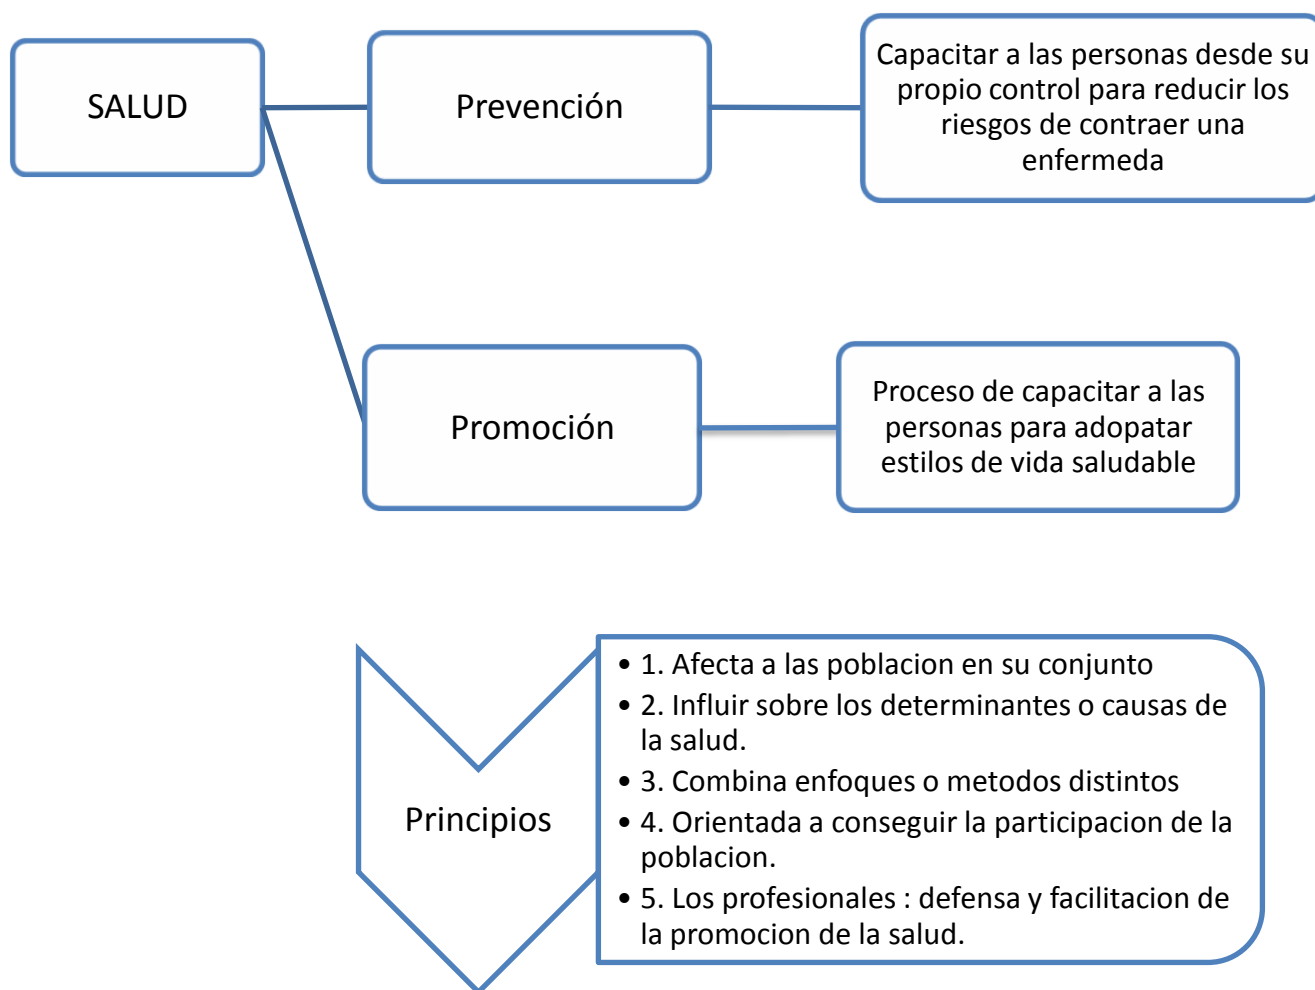 SALUD
Prevención
Capacitar a las personas desde su
propio control para reducir los
riesgos de contraer una
enfermeda
Promoción
Proceso de capacitar a las
personas para adopatar
estilos de vida saludable
Principios
• 1. Afecta a las poblacion en su conjunto
• 2. Influir sobre los determinantes o causas de
la salud.
• 3. Combina enfoques o metodos distintos
• 4. Orientada a conseguir la participacion de la
poblacion.
• 5. Los profesionales : defensa y facilitacion de
la promocion de la salud.